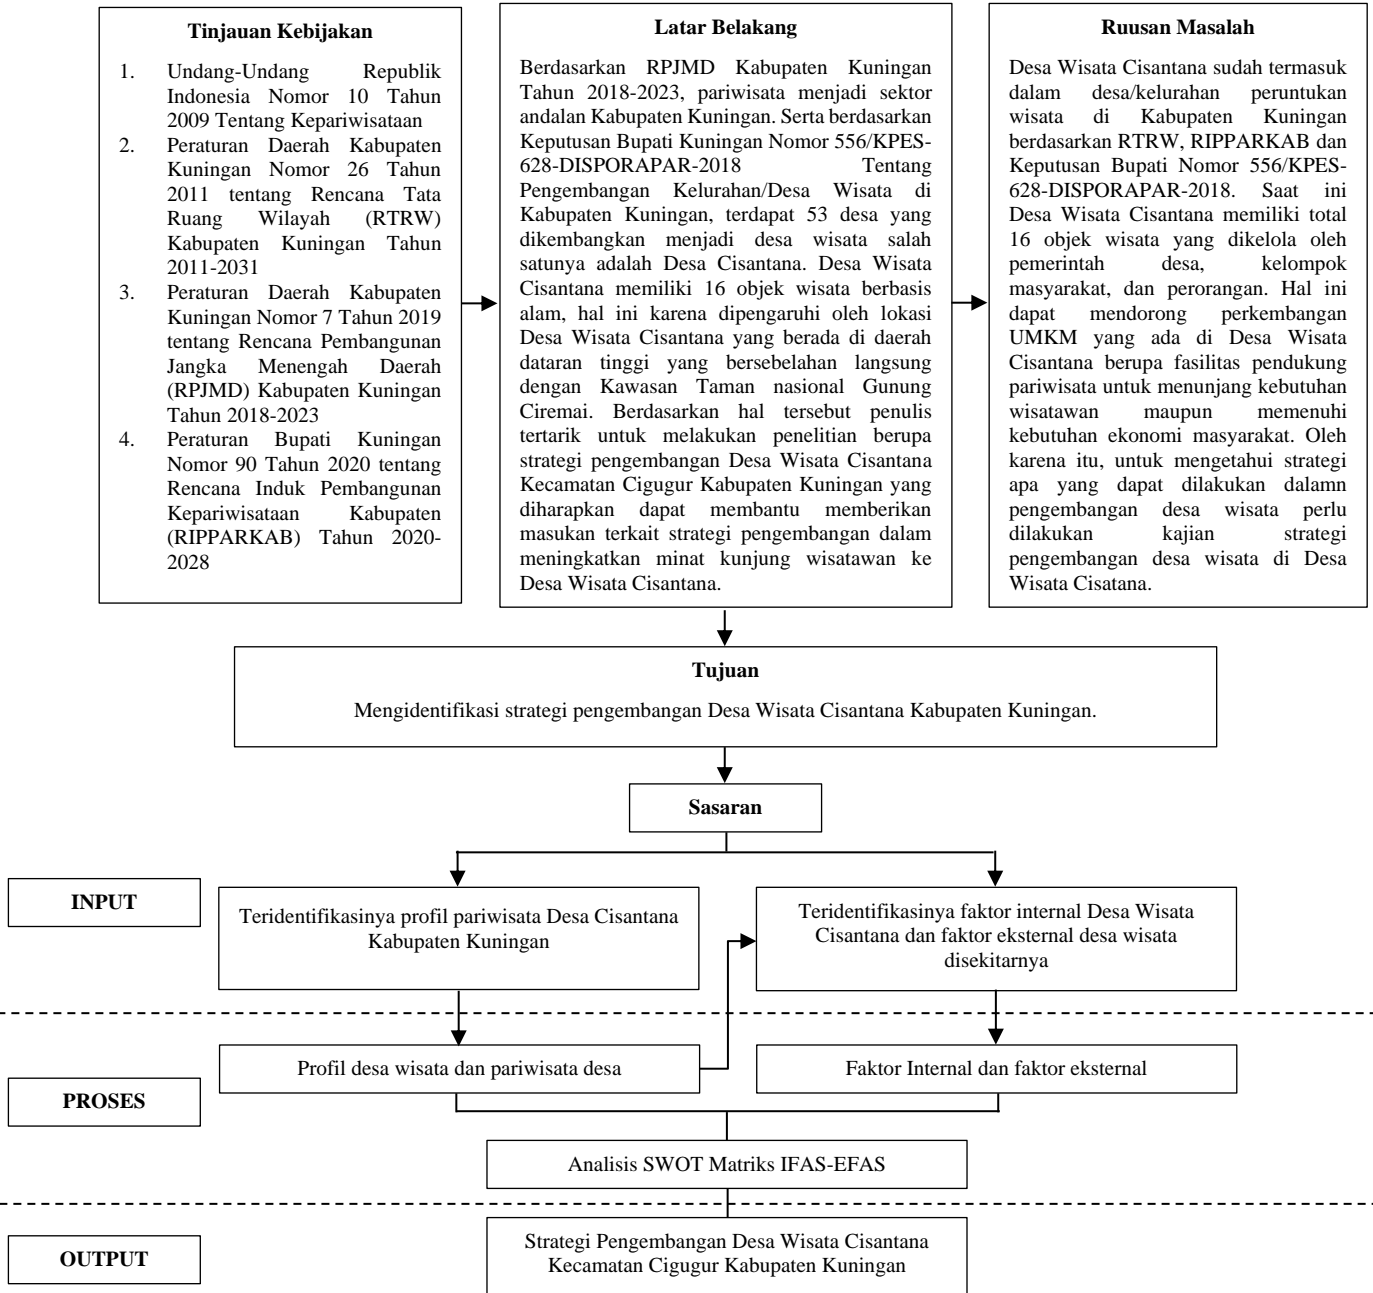 Tinjauan Kebijakan
1. Undang-Undang Republik
Indonesia Nomor 10 Tahun
2009 Tentang Kepariwisataan
2. Peraturan Daerah Kabupaten
Kuningan Nomor 26 Tahun
2011 tentang Rencana Tata
Ruang Wilayah (RTRW)
Kabupaten Kuningan Tahun
2011-2031
3. Peraturan Daerah Kabupaten
Kuningan Nomor 7 Tahun 2019
tentang Rencana Pembangunan
Jangka Menengah Daerah
(RPJMD) Kabupaten Kuningan
Tahun 2018-2023
4. Peraturan Bupati Kuningan
Nomor 90 Tahun 2020 tentang
Rencana Induk Pembangunan
Kepariwisataan Kabupaten
(RIPPARKAB) Tahun 2020-
2028
Latar Belakang
Berdasarkan RPJMD Kabupaten Kuningan
Tahun 2018-2023, pariwisata menjadi sektor
andalan Kabupaten Kuningan. Serta berdasarkan
Keputusan Bupati Kuningan Nomor 556/KPES-
628-DISPORAPAR-2018 Tentang
Pengembangan Kelurahan/Desa Wisata di
Kabupaten Kuningan, terdapat 53 desa yang
dikembangkan menjadi desa wisata salah
satunya adalah Desa Cisantana. Desa Wisata
Cisantana memiliki 16 objek wisata berbasis
alam, hal ini karena dipengaruhi oleh lokasi
Desa Wisata Cisantana yang berada di daerah
dataran tinggi yang bersebelahan langsung
dengan Kawasan Taman nasional Gunung
Ciremai. Berdasarkan hal tersebut penulis
tertarik untuk melakukan penelitian berupa
strategi pengembangan Desa Wisata Cisantana
Kecamatan Cigugur Kabupaten Kuningan yang
diharapkan dapat membantu memberikan
masukan terkait strategi pengembangan dalam
meningkatkan minat kunjung wisatawan ke
Desa Wisata Cisantana.
Ruusan Masalah
Desa Wisata Cisantana sudah termasuk
dalam desa/kelurahan peruntukan
wisata di Kabupaten Kuningan
berdasarkan RTRW, RIPPARKAB dan
Keputusan Bupati Nomor 556/KPES-
628-DISPORAPAR-2018. Saat ini
Desa Wisata Cisantana memiliki total
16 objek wisata yang dikelola oleh
pemerintah desa, kelompok
masyarakat, dan perorangan. Hal ini
dapat mendorong perkembangan
UMKM yang ada di Desa Wisata
Cisantana berupa fasilitas pendukung
pariwisata untuk menunjang kebutuhan
wisatawan maupun memenuhi
kebutuhan ekonomi masyarakat. Oleh
karena itu, untuk mengetahui strategi
apa yang dapat dilakukan dalamn
pengembangan desa wisata perlu
dilakukan kajian strategi
pengembangan desa wisata di Desa
Wisata Cisatana.
Tujuan
Mengidentifikasi strategi pengembangan Desa Wisata Cisantana Kabupaten Kuningan.
Sasaran
INPUT
Teridentifikasinya profil pariwisata Desa Cisantana
Kabupaten Kuningan
Teridentifikasinya faktor internal Desa Wisata
Cisantana dan faktor eksternal desa wisata
disekitarnya
PROSES
Profil desa wisata dan pariwisata desa
Faktor Internal dan faktor eksternal
Analisis SWOT Matriks IFAS-EFAS
OUTPUT
Strategi Pengembangan Desa Wisata Cisantana
Kecamatan Cigugur Kabupaten Kuningan